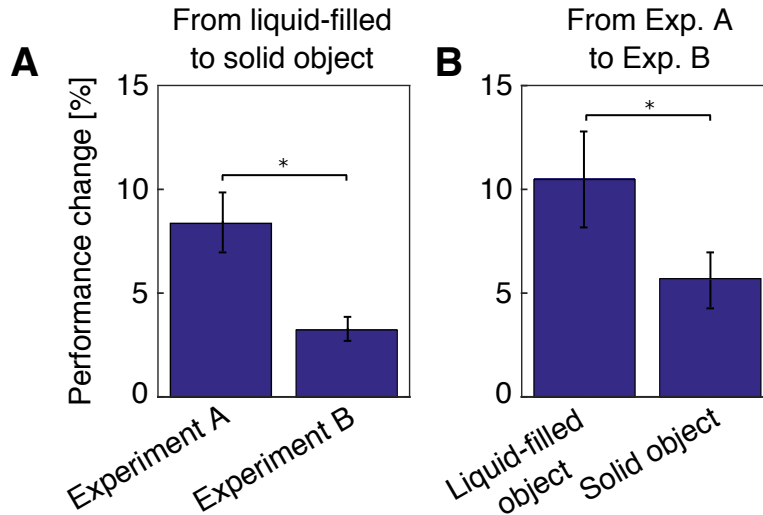 From liquid-filled
to solid object
From Exp. A
to Exp. B
A
B
Performance change [%]
15
10
5
0
*
Experiment A
Experiment B
15
10
5
0
*
Liquid-filled
object
Solid object